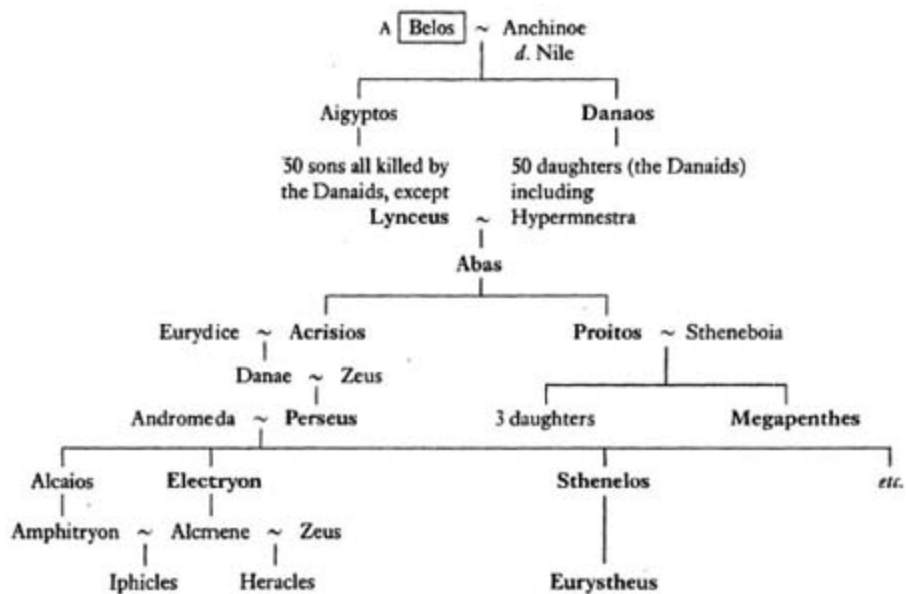 A Belos ~ Anchinoe
d. Nile
Aigyptos Danaos
50 sons all killed by 50 daughters (the Danaids)
the Danaids, except including
Lynceus ~ Hypermnestra
Abas
Eurydice ~ Acrisios Proitos ~ Stheneboia
Danae ~ Zeus
Andromeda ~ Perseus 3 daughters Megapenthes
Alcaios Electryon Sthenelos etc.
Amphitryon ~ Alcmene ~ Zeus
Iphicles Heracles Eurystheus